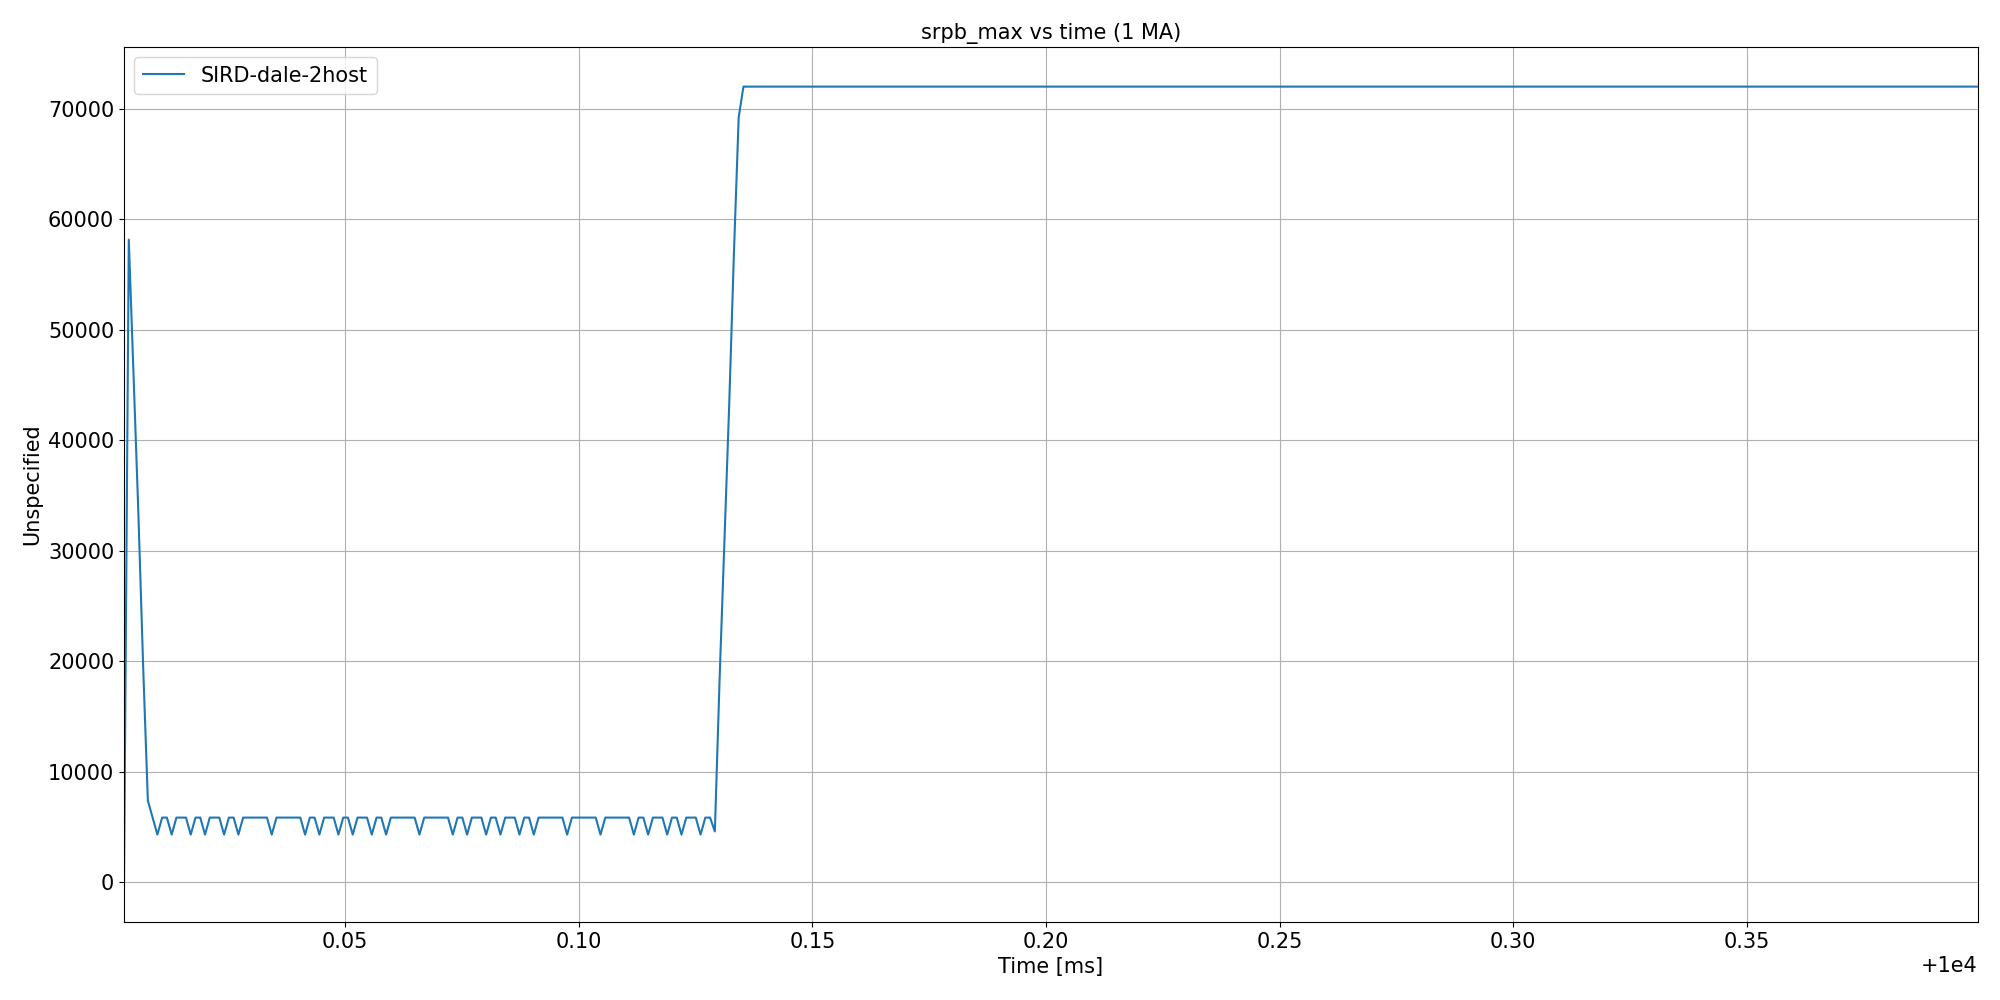 srpb_max vs time (1 MA)
SIRD-dale-2host
70000
60000
50000
40000
30000
20000
10000
0
Unspecified
0.05 0.10 0.15 0.20 0.25 0.30 0.35
Time [ms]
+1e4